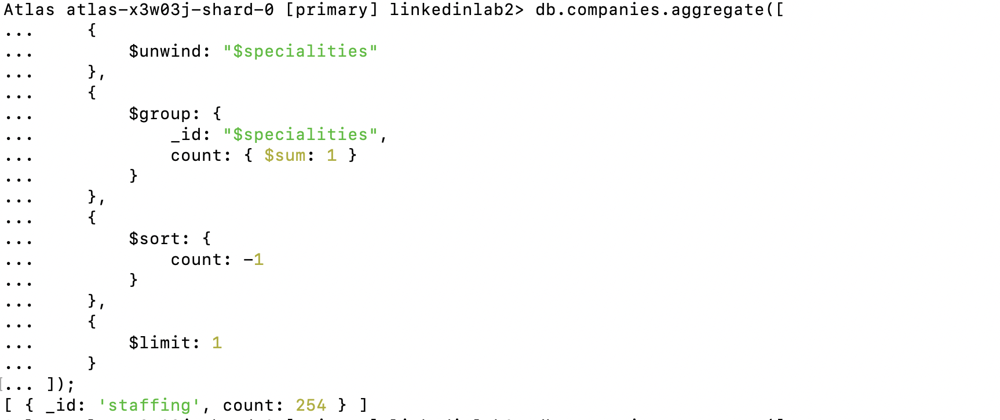 Atlas atlas-x3w03j-shard-0 [primary] linkedinlab2> db.companies.aggregate([
...     {
...         $unwind: "$specialities"
...     },
...     {
...         $group: {
...             _id: "$specialities",
...             count: { $sum: 1 }
...         }
...     },
...     {
...         $sort: {
...             count: -1
...         }
...     },
...     {
...         $limit: 1
...     }
[... ]);
[ { _id: 'staffing', count: 254 } ]